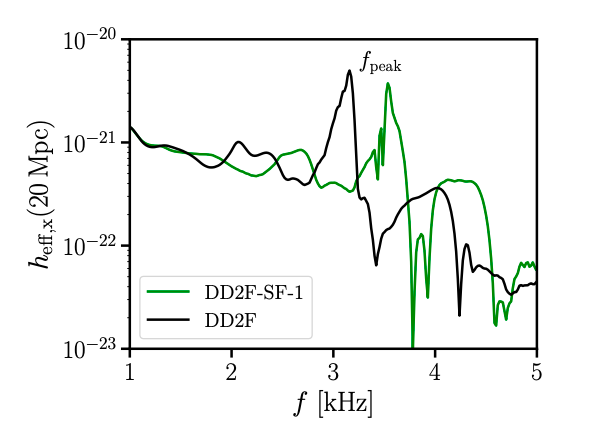 10⁻²⁰
f_peak
10⁻²¹
h_eff,x(20 Mpc)
10⁻²²
DD2F-SF-1
DD2F
10⁻²³
1 2 3 4 5
f [kHz]